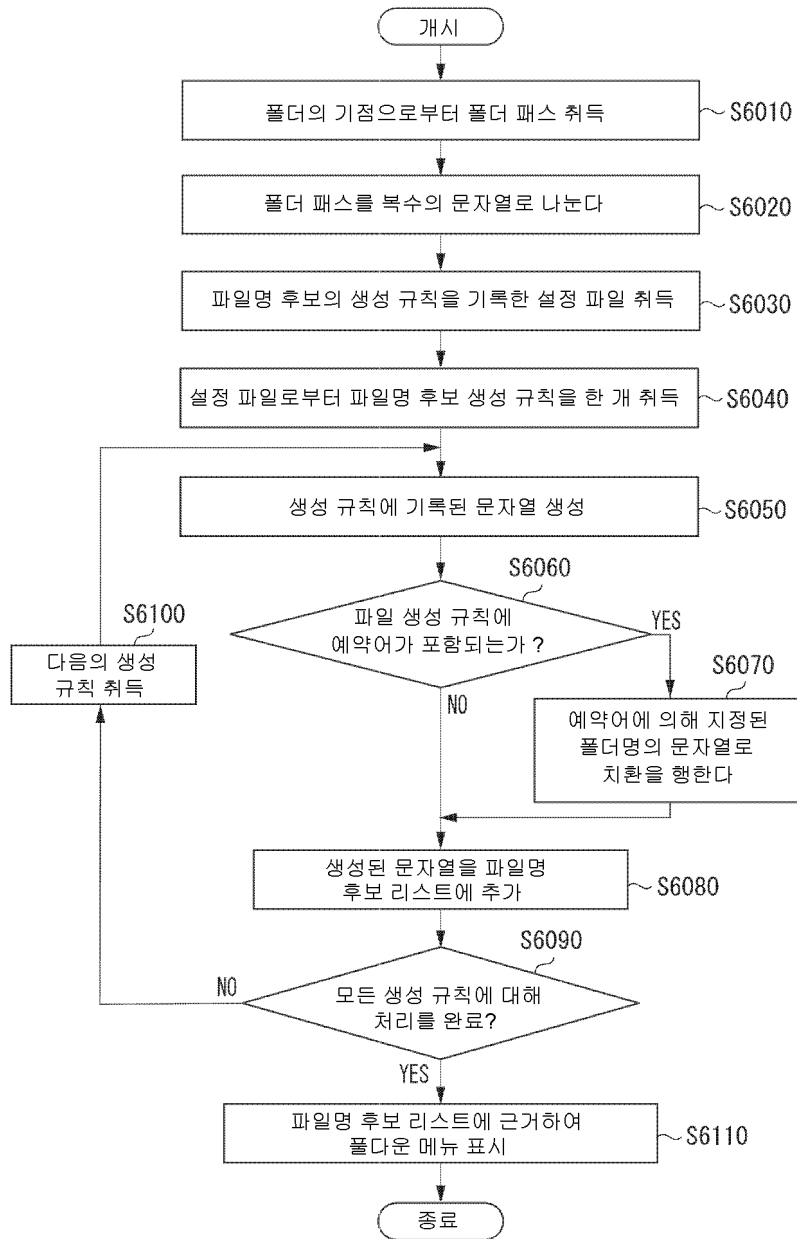 개시
폴더의 기점으로부터 폴더 패스 취득
S6010
폴더 패스를 복수의 문자열로 나눈다
S6020
파일명 후보의 생성 규칙을 기록한 설정 파일 취득
S6030
설정 파일로부터 파일명 후보 생성 규칙을 한 개 취득
S6040
생성 규칙에 기록된 문자열 생성
S6050
S6060
파일 생성 규칙에
예약어가 포함되는가 ?
YES
NO
S6100
다음의 생성
규칙 취득
S6070
예약어에 의해 지정된
폴더명의 문자열로
치환을 행한다
생성된 문자열을 파일명
후보 리스트에 추가
S6080
S6090
모든 생성 규칙에 대해
처리를 완료?
NO
YES
파일명 후보 리스트에 근거하여
풀다운 메뉴 표시
S6110
종료